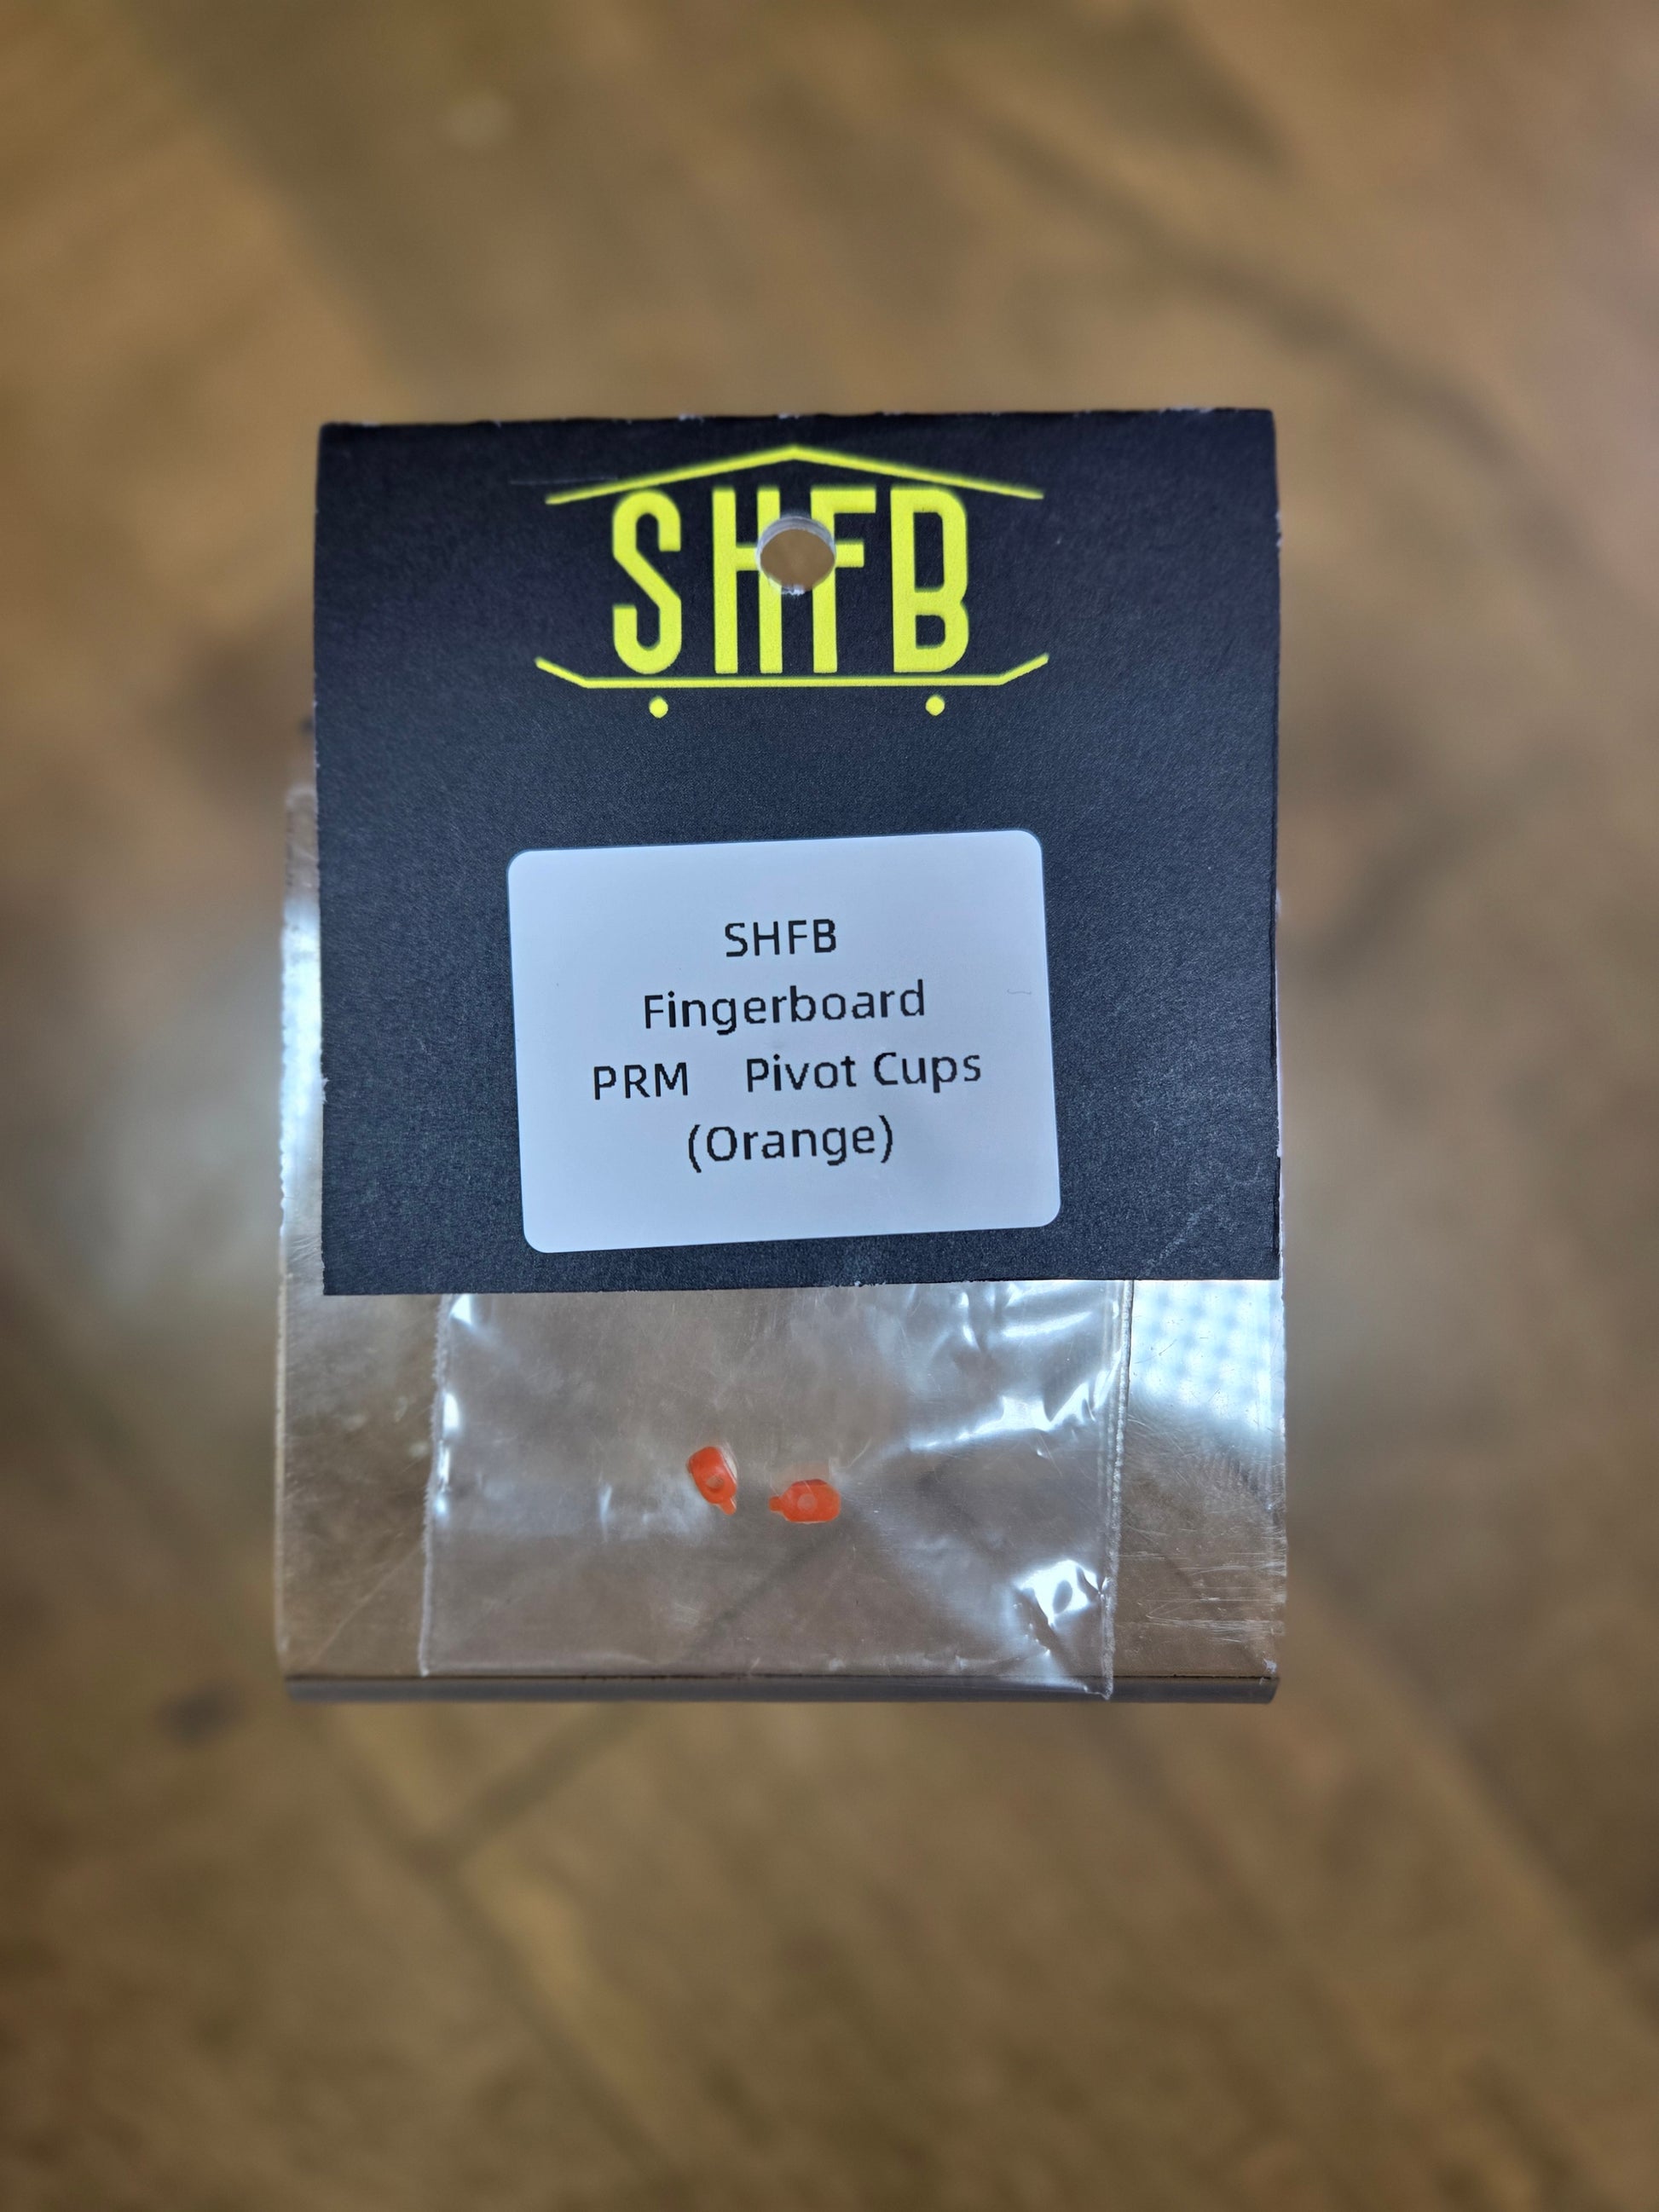 SHFB
SHFB
Fingerboard
PRM Pivot Cups
(Orange)